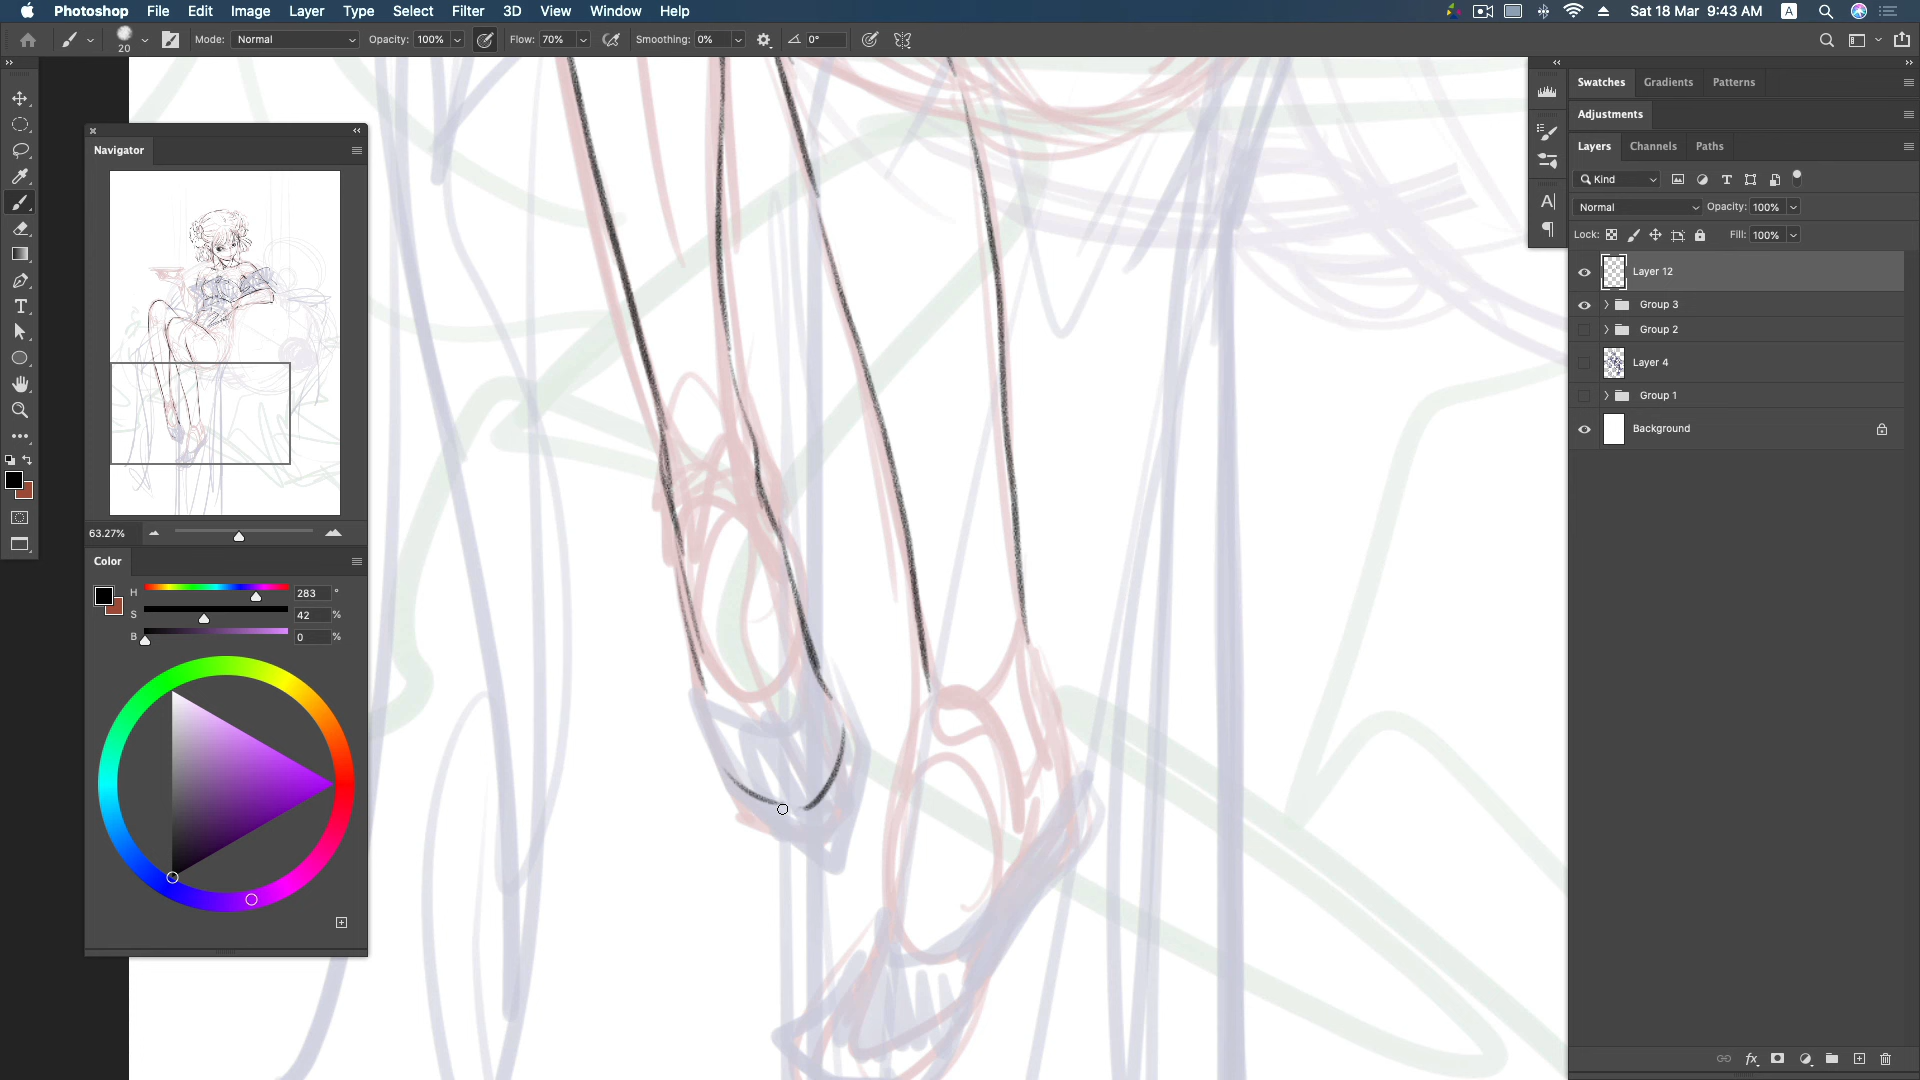 Photoshop File Edit Image Layer Type Select Filter 3D View Window Help Sat 18 Mar 9:43 AM A
20 Mode: Normal Opacity: 100% Flow: 70% Smoothing: 0% 0°
Navigator
63.27%
Color
H 283 °
S 42 %
B 0 %
Swatches Gradients Patterns
Adjustments
Layers Channels Paths
Kind
Normal Opacity: 100%
Lock: Fill: 100%
Layer 12
Group 3
Group 2
Layer 4
Group 1
Background